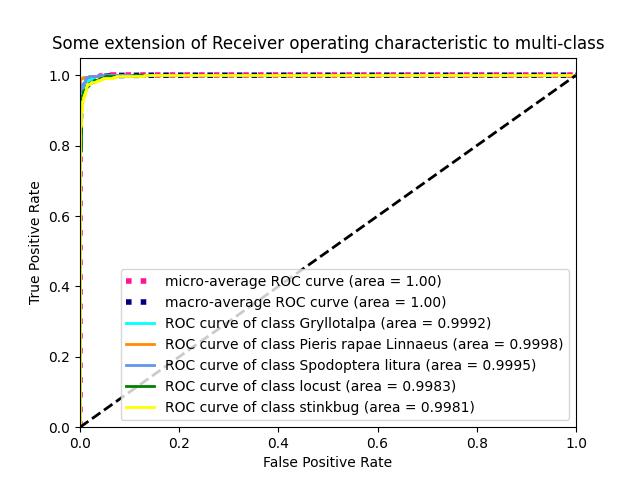 Some extension of Receiver operating characteristic to multi-class
1.0
0.8
0.6
0.4
0.2
0.0
True Positive Rate
micro-average ROC curve (area = 1.00)
macro-average ROC curve (area = 1.00)
ROC curve of class Gryllotalpa (area = 0.9992)
ROC curve of class Pieris rapae Linnaeus (area = 0.9998)
ROC curve of class Spodoptera litura (area = 0.9995)
ROC curve of class locust (area = 0.9983)
ROC curve of class stinkbug (area = 0.9981)
0.0 0.2 0.4 0.6 0.8 1.0
False Positive Rate